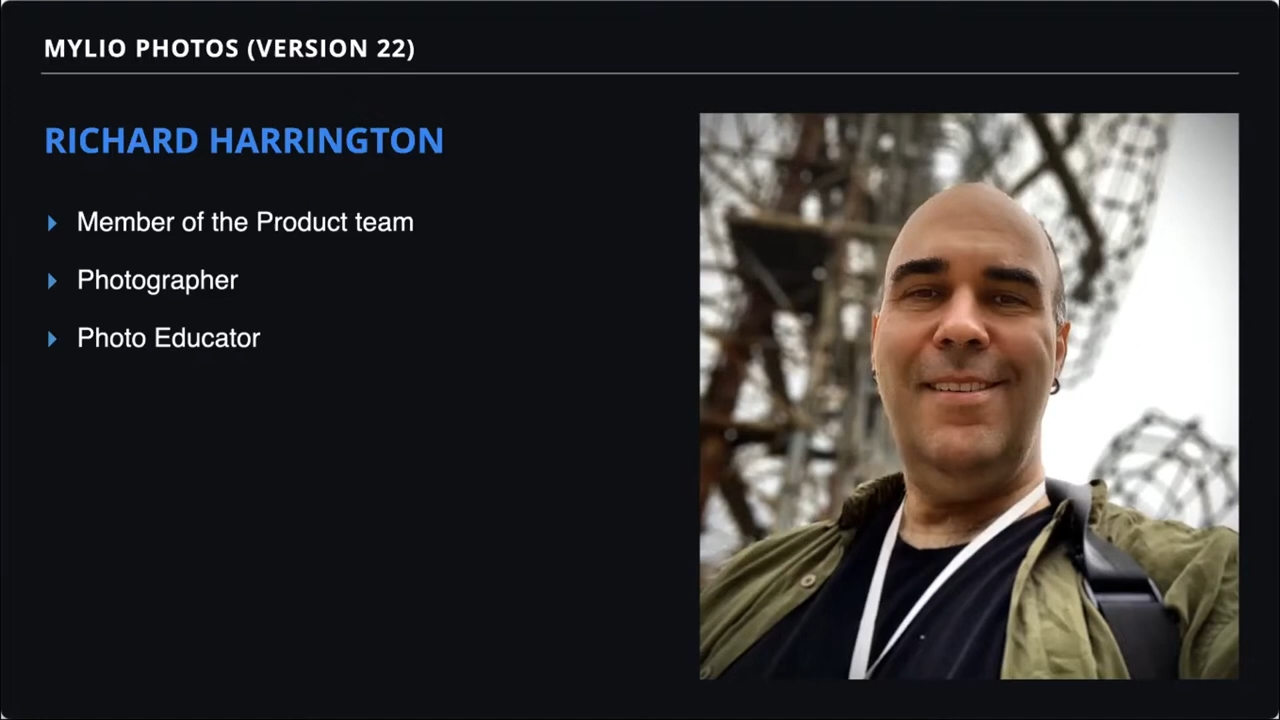 MYLIO PHOTOS (VERSION 22)
RICHARD HARRINGTON
Member of the Product team
Photographer
Photo Educator